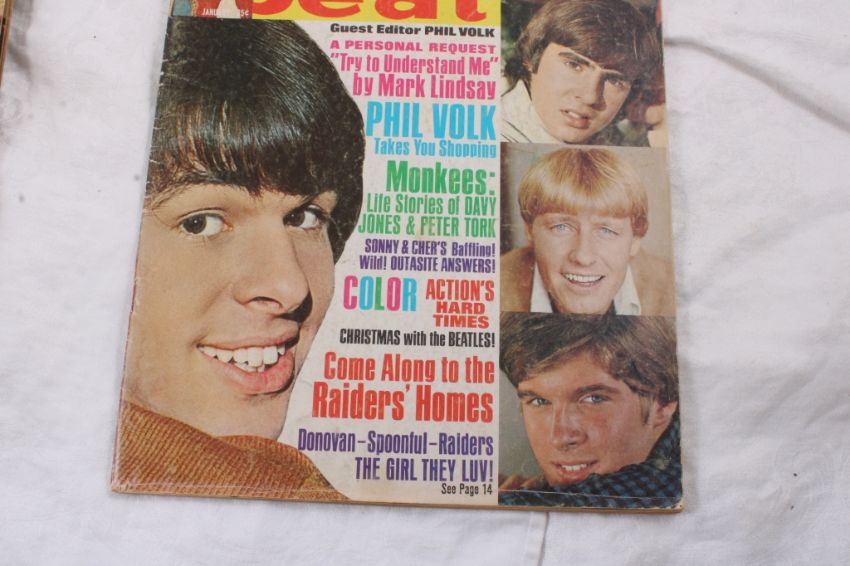 beat
25¢
Guest Editor PHIL VOLK
A PERSONAL REQUEST
"Try to Understand Me"
by Mark Lindsay
PHIL VOLK
Takes You Shopping
Monkees:
Life Stories of DAVY
JONES & PETER TORK
SONNY & CHER'S Baffling!
Wild! OUTASITE ANSWERS!
COLOR ACTION'S
HARD
TIMES
CHRISTMAS with the BEATLES!
Come Along to the
Raiders' Homes
Donovan-Spoonful-Raiders
THE GIRL THEY LUV!
See Page 14